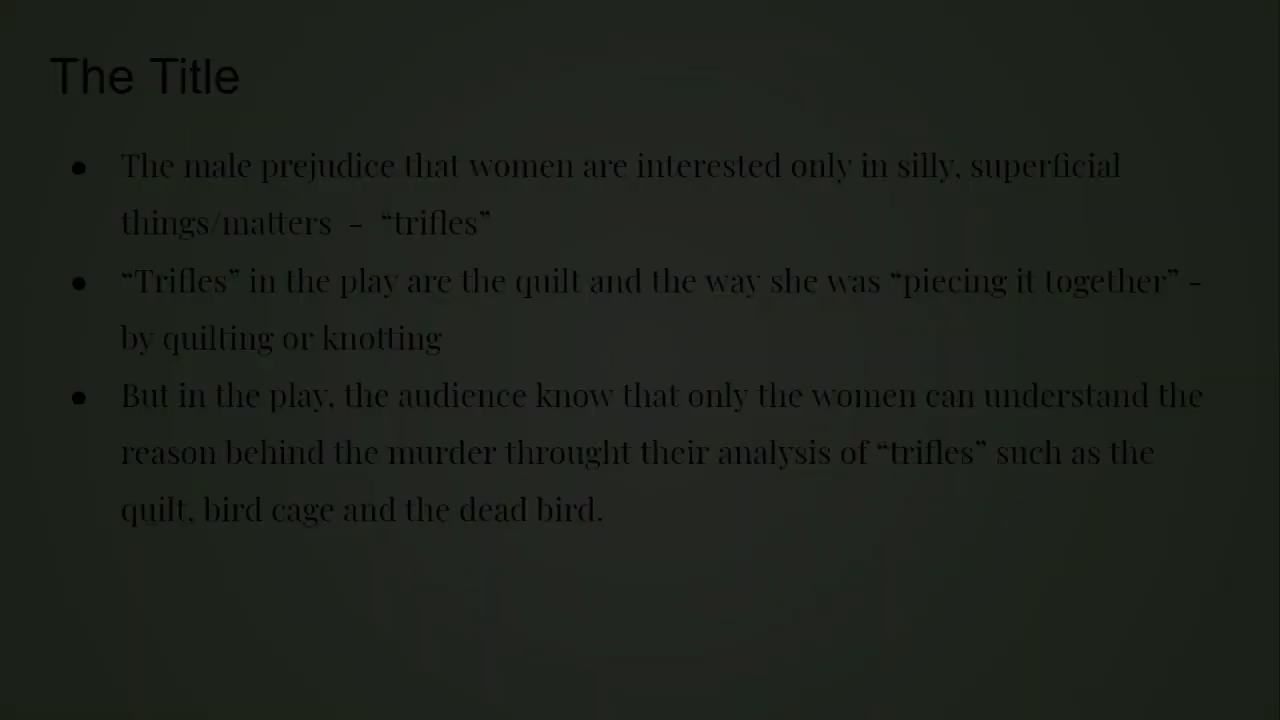 The Title
● The male prejudice that women are interested only in silly, superficial
things/matters - “trifles”
● “Trifles” in the play are the quilt and the way she was “piecing it together” -
by quilting or knotting
● But in the play, the audience know that only the women can understand the
reason behind the murder throught their analysis of “trifles” such as the
quilt, bird cage and the dead bird.